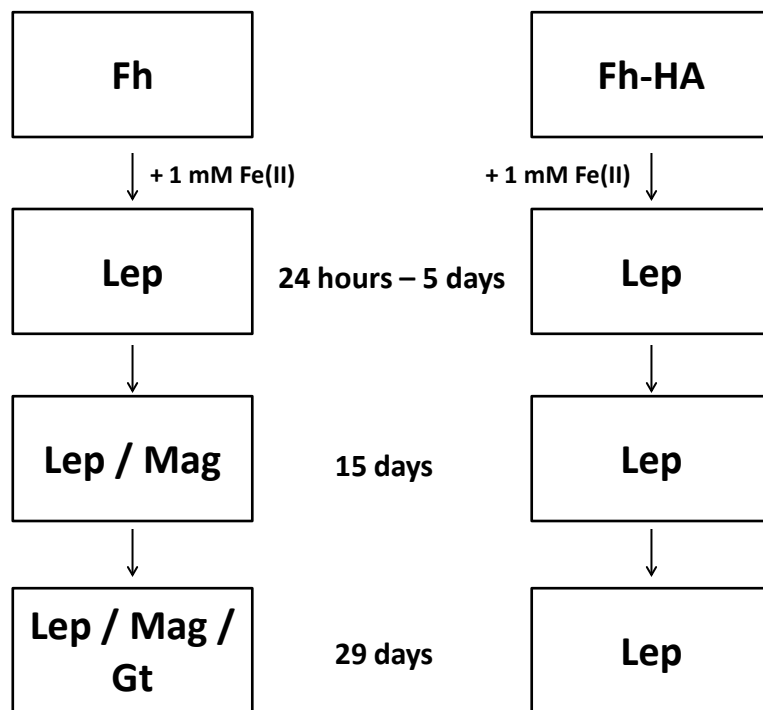 Fh
Fh-HA
+ 1 mM Fe(II)
+ 1 mM Fe(II)
Lep
24 hours – 5 days
Lep
Lep / Mag
15 days
Lep
Lep / Mag /
Gt
29 days
Lep